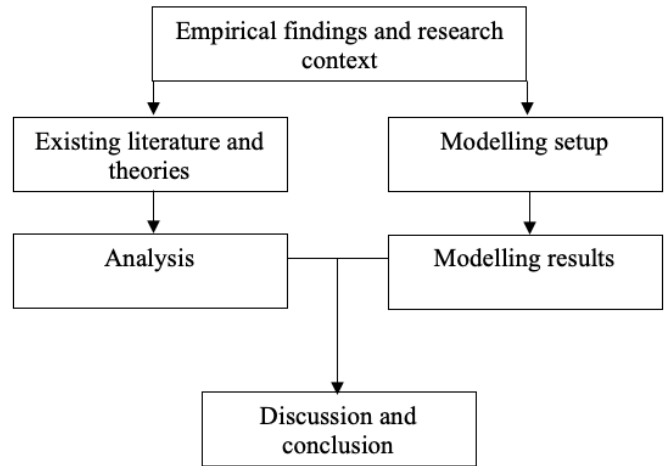 Empirical findings and research
context
Existing literature and
theories
Modelling setup
Analysis
Modelling results
Discussion and
conclusion